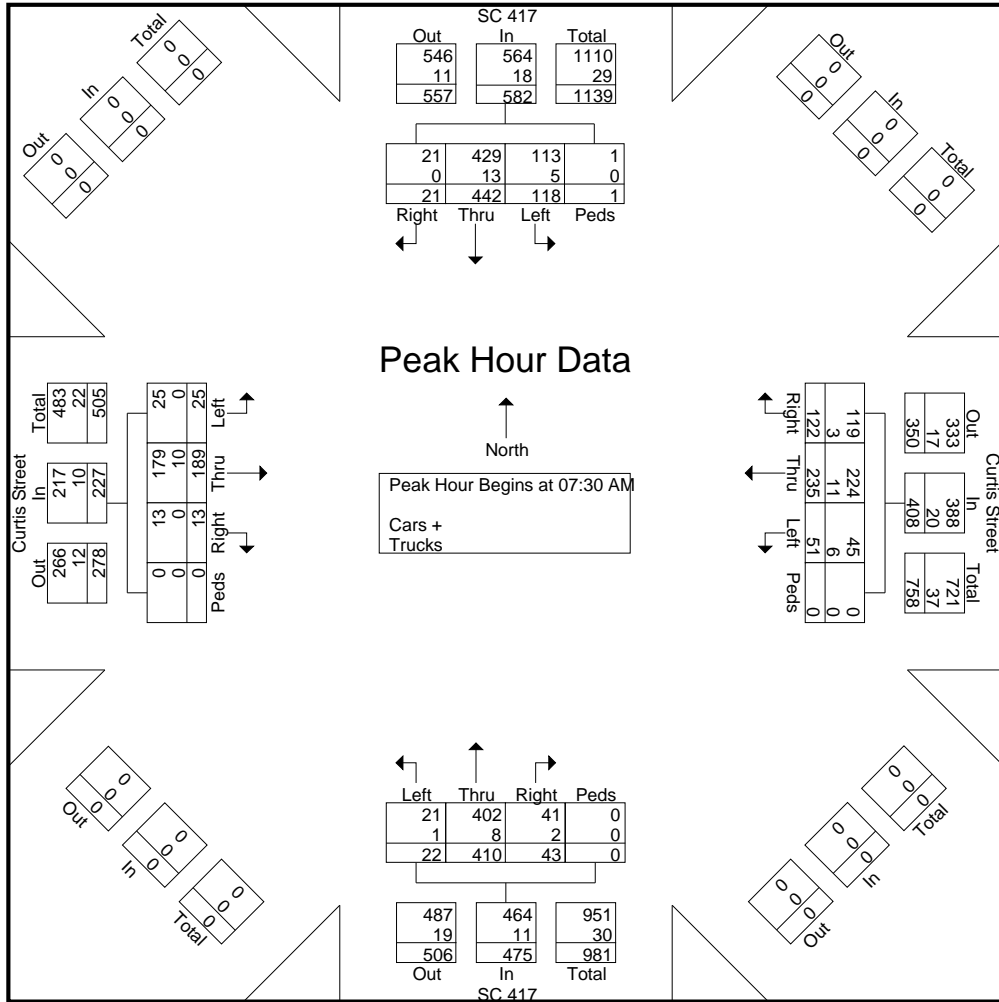 SC 417
Out In Total
546 564 1110
11 18 29
557 582 1139
21 429 113 1
0 13 5 0
21 442 118 1
Right Thru Left Peds
Total
0
0
0
In
0
0
0
Out
0
0
0
Out
0
0
0
In
0
0
0
Total
0
0
0
Peak Hour Data
North
Peak Hour Begins at 07:30 AM
Cars +
Trucks
Curtis Street
Total In Out
483 217 266
22 10 12
505 227 278
25 179 13 0
0 10 0 0
25 189 13 0
Left Thru Right Peds
Curtis Street
Out In Total
333 388 721
17 20 37
350 408 758
119 224 45 0
3 11 6 0
122 235 51 0
Right Thru Left Peds
Left Thru Right Peds
21 402 41 0
1 8 2 0
22 410 43 0
487 464 951
19 11 30
506 475 981
Out In Total
SC 417
0
0
0
Out
0
0
0
In
0
0
0
Total
0
0
0
Total
0
0
0
In
0
0
0
Out